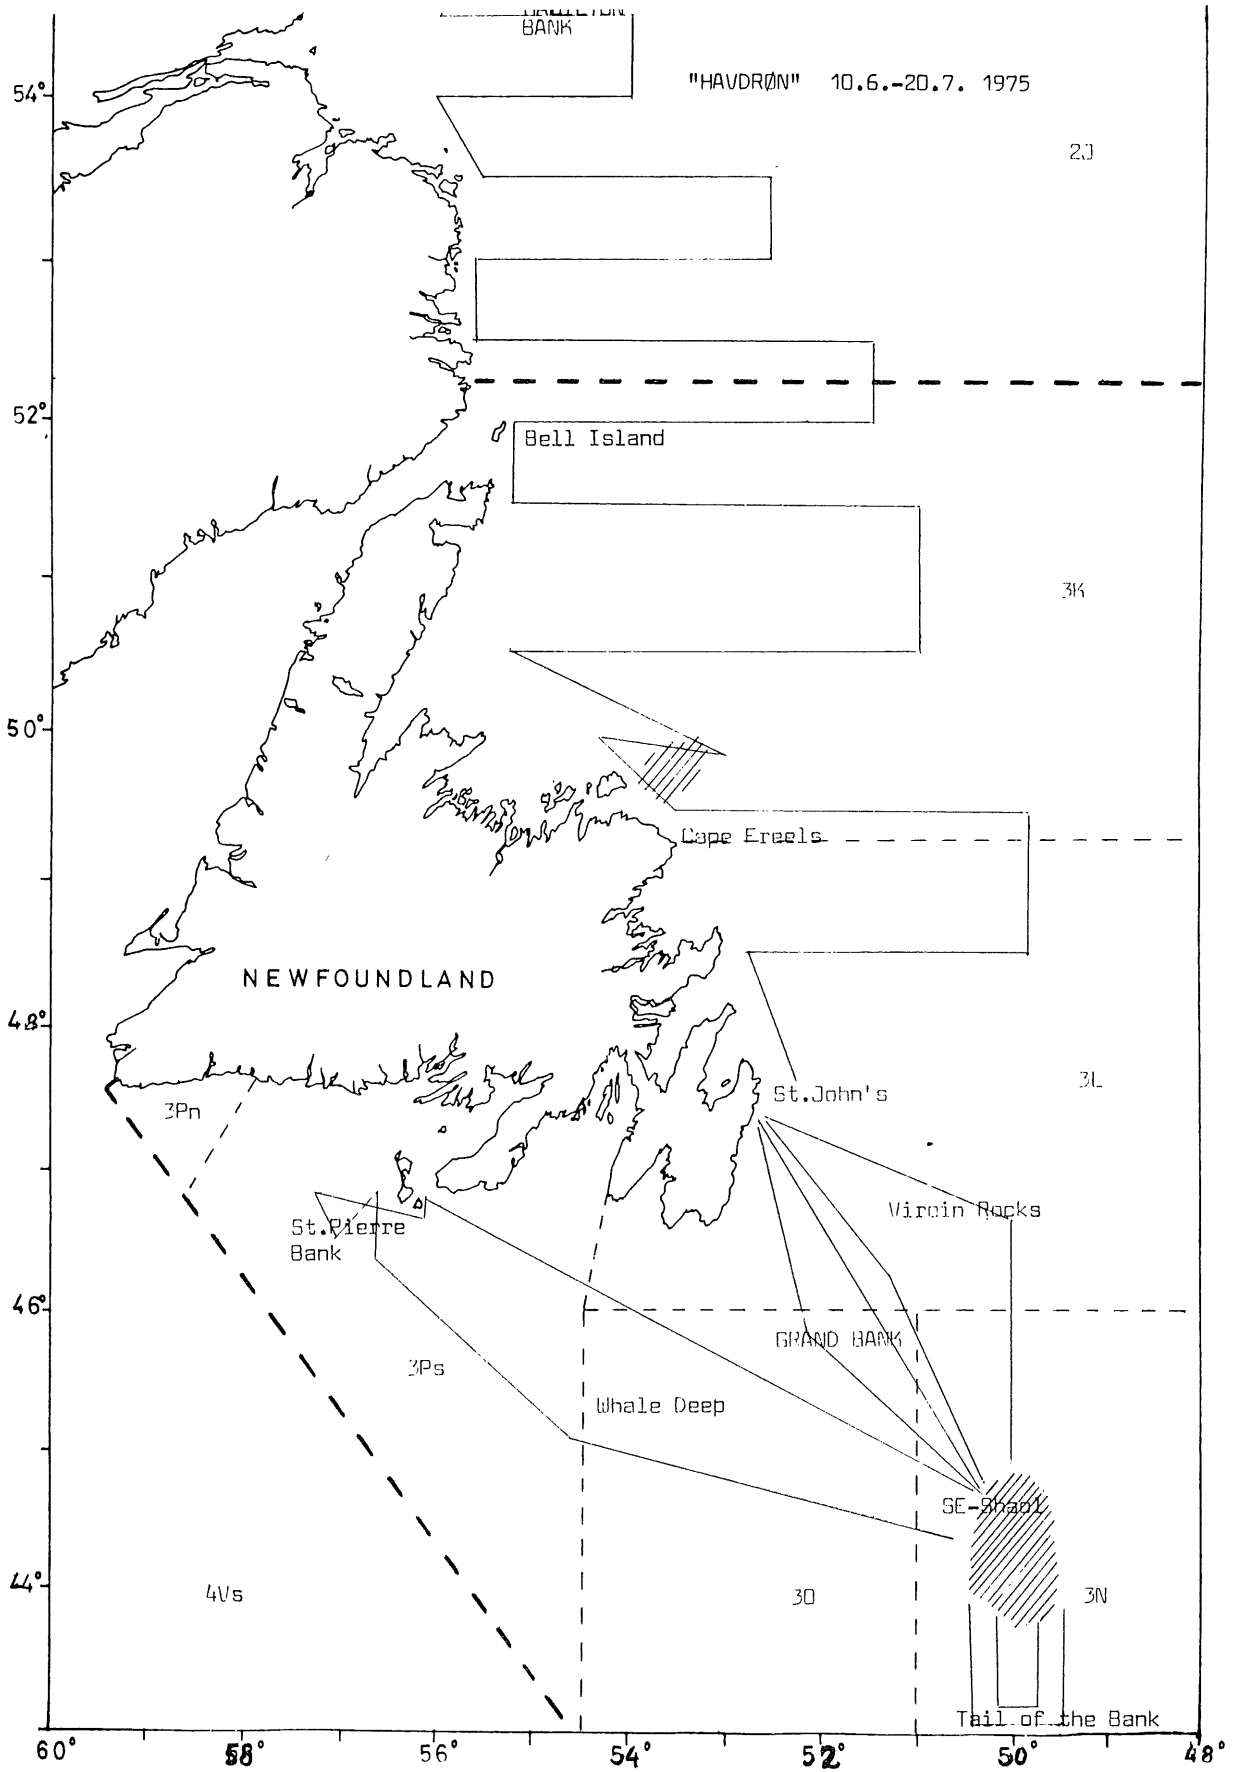 BANK
"HAVDRØN" 10.6.-20.7. 1975
54°
2J
52°
Bell Island
3K
50°
Cape Freels
NEWFOUNDLAND
48°
3L
St.John's
3Pn
Virgin Rocks
St.Pierre
Bank
46°
GRAND BANK
3Ps
Whale Deep
SE-Shaol
44°
4Vs
3O
3N
Tail of the Bank
60°
58°
56°
54°
52°
50°
48°